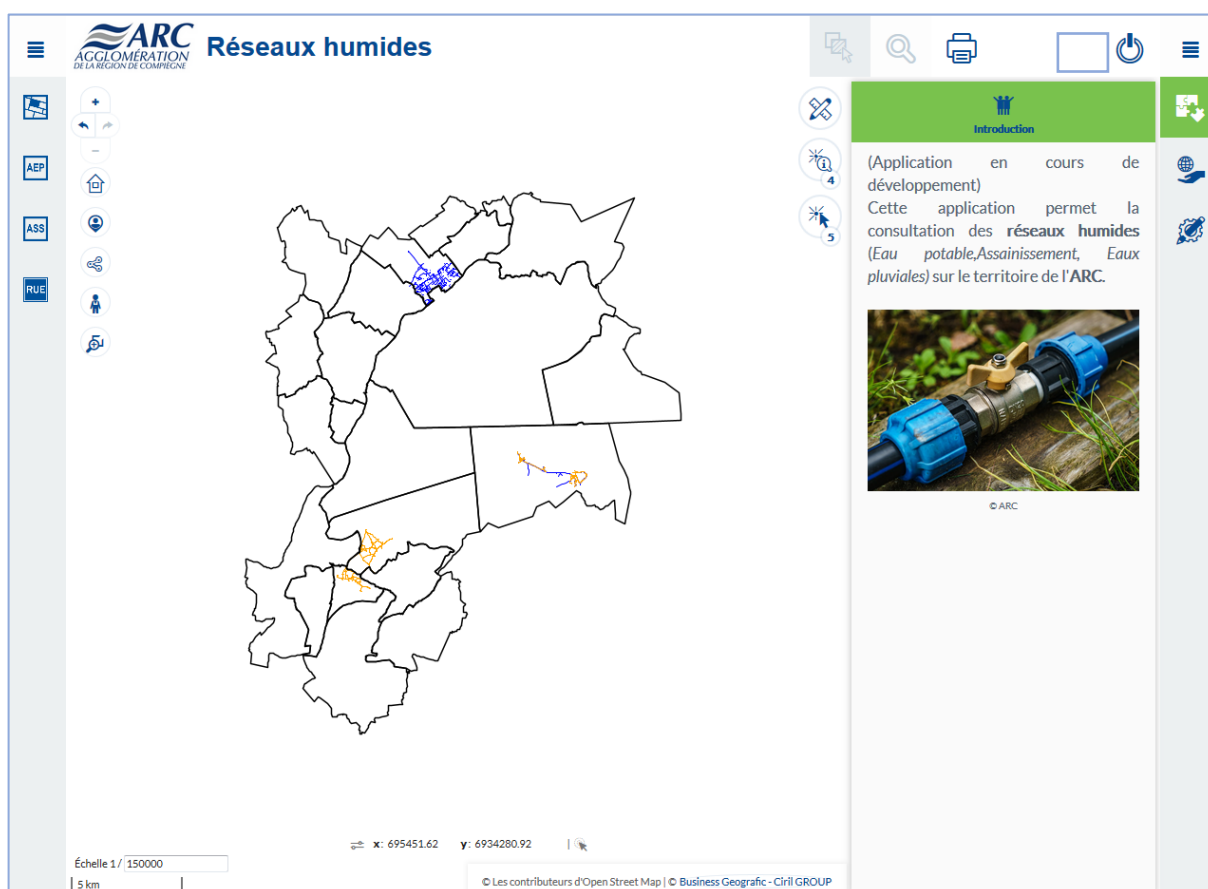 ARC
AGGLOMÉRATION
DE LA RÉGION DE COMPIÈGNE
Réseaux humides
AEP
ASS
RUE
4
5
Introduction
(Application en cours de
développement)
Cette application permet la
consultation des réseaux humides
(Eau potable,Assainissement, Eaux
pluviales) sur le territoire de l'ARC.
© ARC
x: 695451.62 y: 6934280.92
Échelle 1 / 150000
5 km
© Les contributeurs d'Open Street Map | © Business Geografic - Ciril GROUP